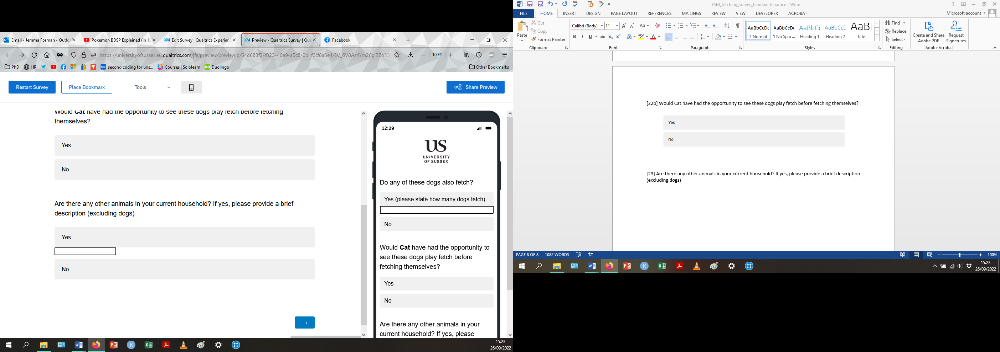 Email - Jemma Forman - Outloo
Pokemon BDSP Explained (in 12
XM Edit Survey | Qualtrics Experienc
XM Preview - Qualtrics Survey | Qua
Facebook
https://universityofsussex.eu.qualtrics.com/jfe/preview/previewId/64d683f2-f023-40e9-a5c8-0b1f0cf8a0e4/SV_6V8As4Ym26gi2Zo?Q
100%
ABP
PhD
HR
box second coding for uns...
Courses | Sololearn
Duolingo
Other Bookmarks
Restart Survey
Place Bookmark
Tools
Share Preview
Would Cat have had the opportunity to see these dogs play fetch before fetching
themselves?
Yes
No
Are there any other animals in your current household? If yes, please provide a brief
description (excluding dogs)
Yes
No
→
12:29
US
UNIVERSITY
OF SUSSEX
Do any of these dogs also fetch?
Yes (please state how many dogs fetch)
No
Would Cat have had the opportunity to
see these dogs play fetch before
fetching themselves?
Yes
No
Are there any other animals in your
current household? If yes, please
15:23
26/09/2022
ESM_fetching_survey_handwritten.docx - Word
FILE HOME INSERT DESIGN PAGE LAYOUT REFERENCES MAILINGS REVIEW VIEW DEVELOPER ACROBAT
Microsoft account
Paste
Cut
Copy
Format Painter
Clipboard
Calibri (Body) 11
Font
Paragraph
AaBbCcDc AaBbCcDc AaBbCc AaBbCcE AaBl
¶ Normal ¶ No Spac... Heading 1 Heading 2 Title
Styles
Find
Replace
Select
Editing
Create and Share
Adobe PDF
Request
Signatures
Adobe Acrobat
[22b] Would Cat have had the opportunity to see these dogs play fetch before fetching themselves?
Yes
No
[23] Are there any other animals in your current household? If yes, please provide a brief description
(excluding dogs)
PAGE 8 OF 8 1082 WORDS
100%
15:23
26/09/2022